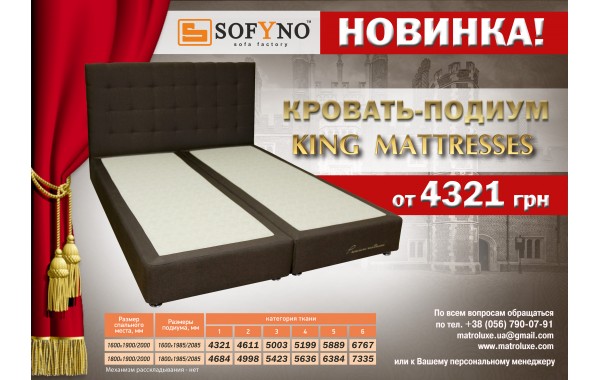 SOFYNO™
sofa factory
НОВИНКА!
КРОВАТЬ-ПОДИУМ
KING MATTRESSES
от 4321 грн
Размер спального места, мм | Размеры подиума, мм | категория ткани
1 2 3 4 5 6
1600х1900/2000 1600х1985/2085 4321 4611 5003 5199 5889 6767
1800х1900/2000 1800х1985/2085 4684 4998 5423 5636 6384 7335
Механизм раскладывания - нет
По всем вопросам обращаться
по тел. +38 (056) 790-07-91
matroluxe.ua@gmail.com
matroluxe.com
или к Вашему персональному менеджеру